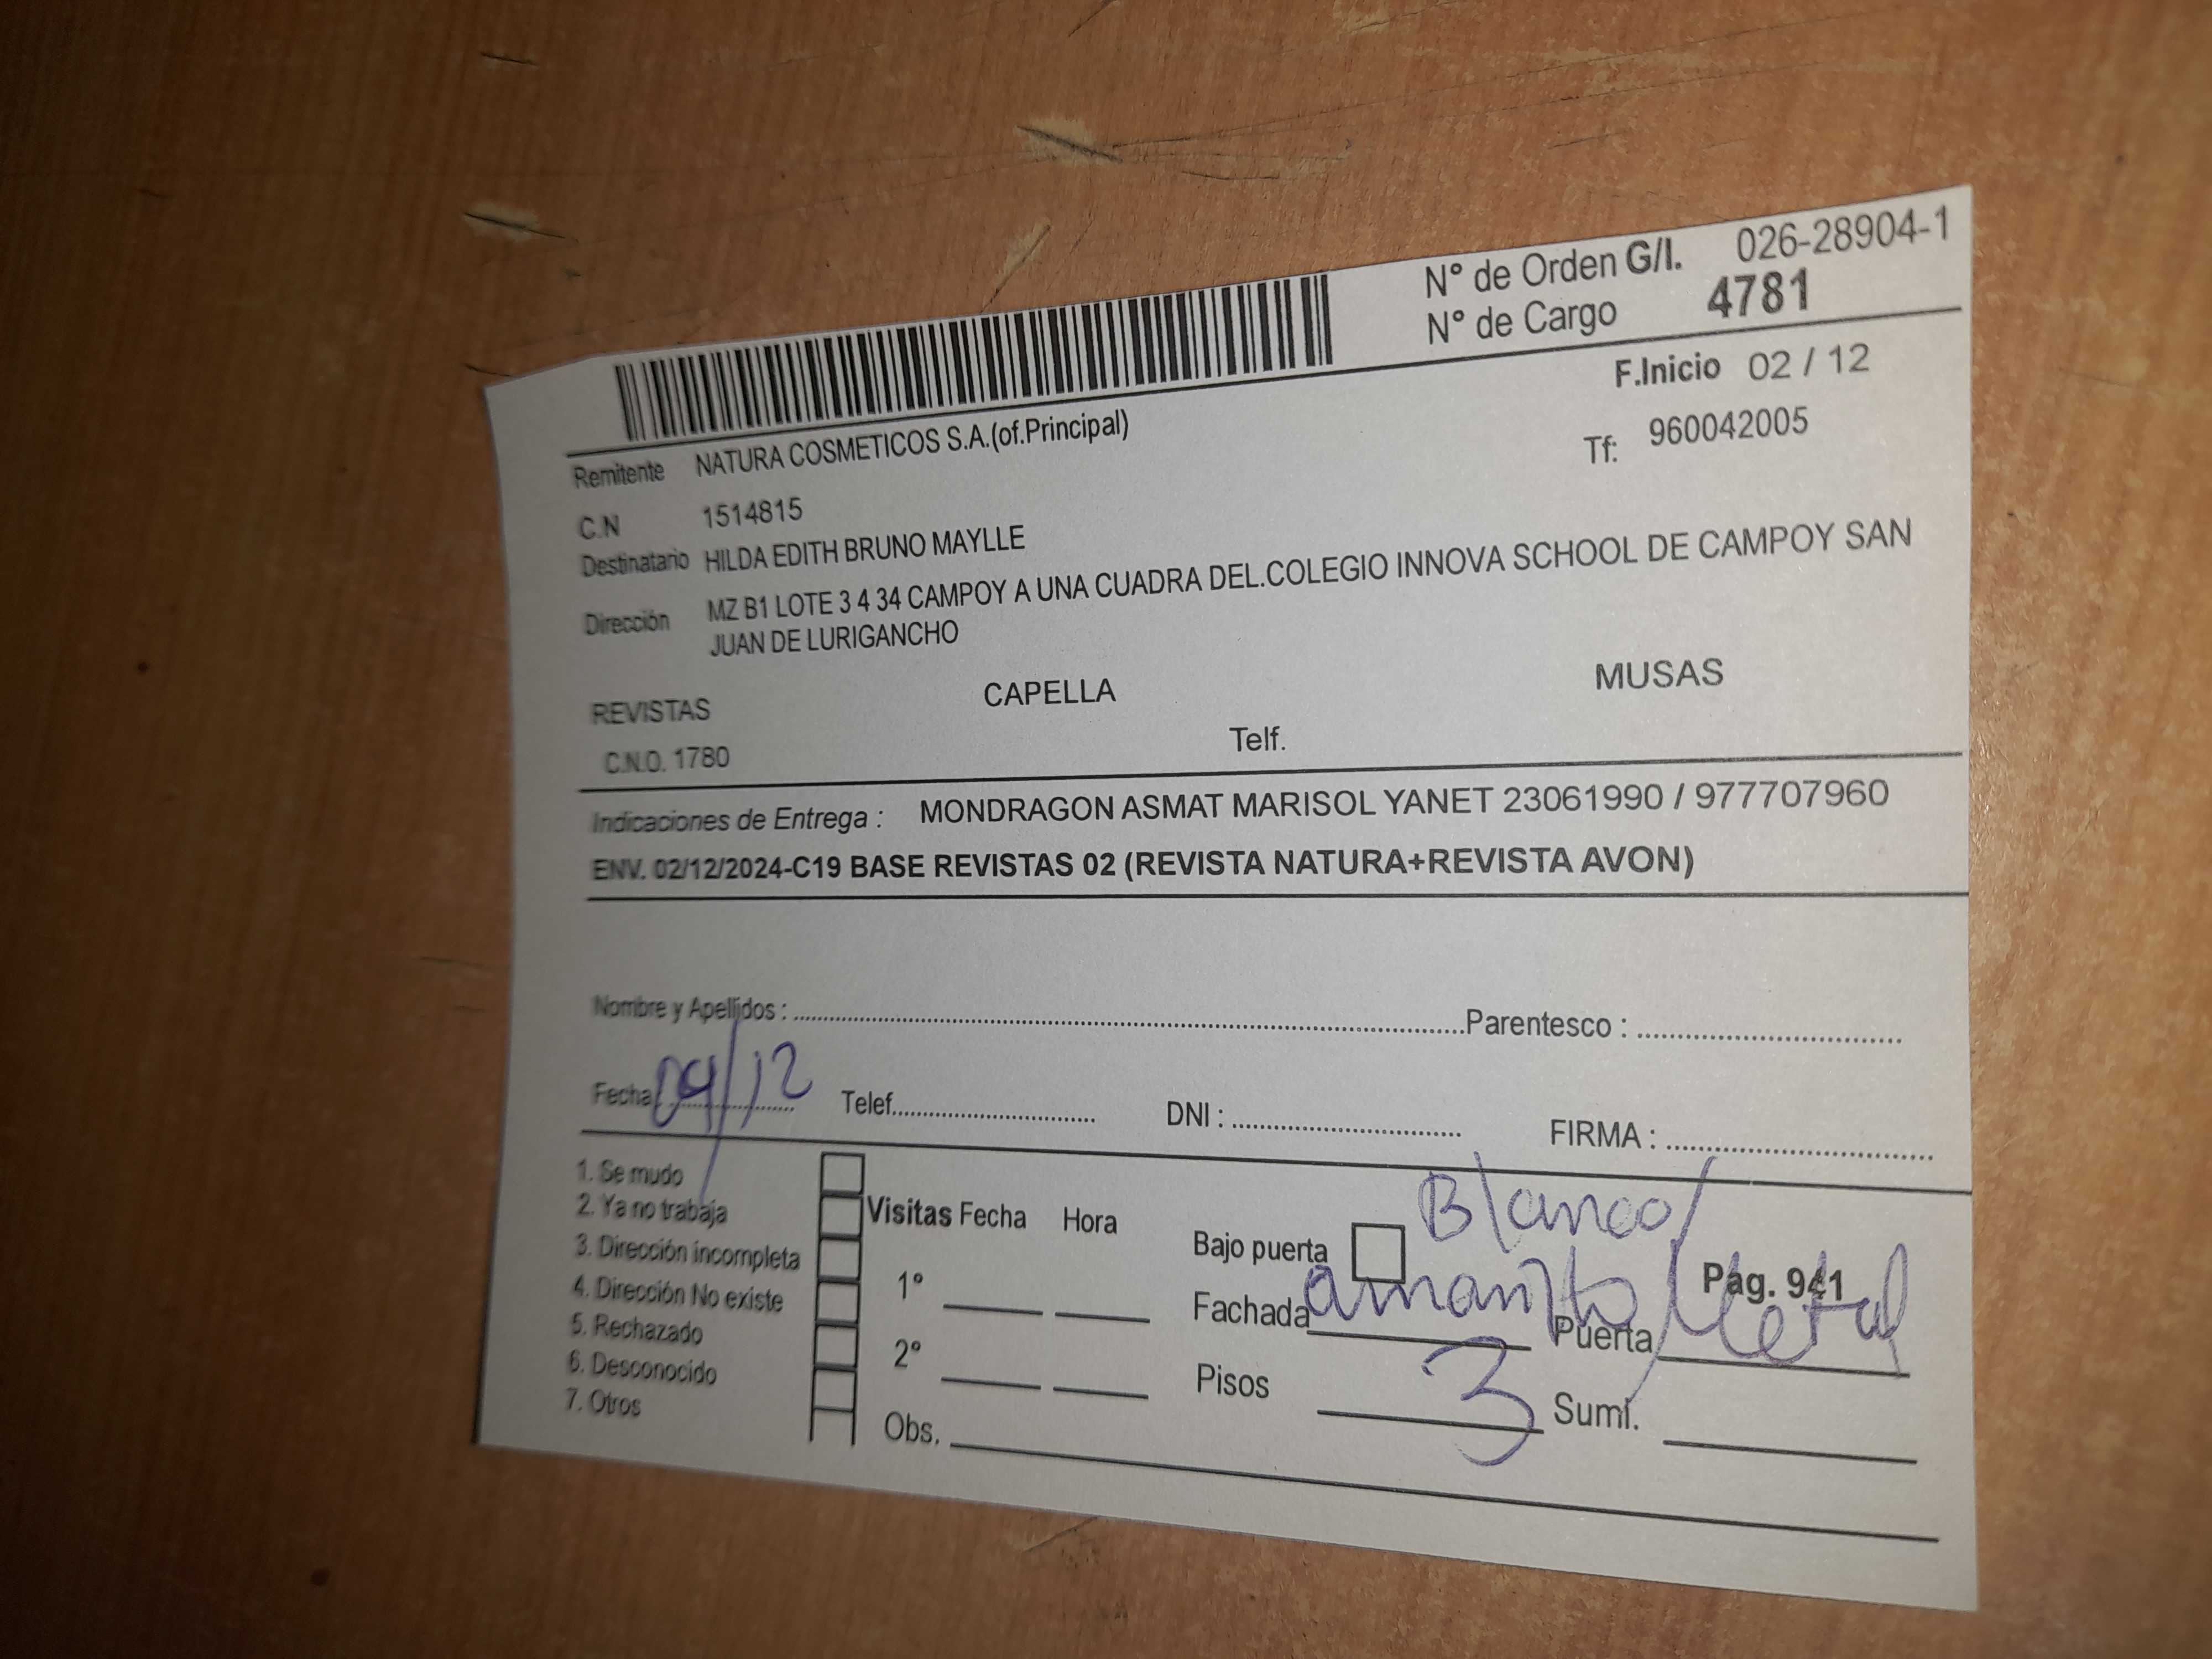 N° de Orden G/I. 026-28904-1
N° de Cargo 4781
F.Inicio 02 / 12
Remitente NATURA COSMETICOS S.A.(of.Principal)
Tf: 960042005
C.N 1514815
Destinatario HILDA EDITH BRUNO MAYLLE
Dirección MZ B1 LOTE 3 4 34 CAMPOY A UNA CUADRA DEL.COLEGIO INNOVA SCHOOL DE CAMPOY SAN
JUAN DE LURIGANCHO
REVISTAS CAPELLA MUSAS
C.N.O. 1780 Telf.
Indicaciones de Entrega : MONDRAGON ASMAT MARISOL YANET 23061990 / 977707960
ENV. 02/12/2024-C19 BASE REVISTAS 02 (REVISTA NATURA+REVISTA AVON)
Nombre y Apellidos : Parentesco :
Fecha 04/12 Telef. DNI : FIRMA :
1. Se mudo
2. Ya no trabaja
3. Dirección incompleta
4. Dirección No existe
5. Rechazado
6. Desconocido
7. Otros
Visitas Fecha Hora
1°
2°
Obs.
Bajo puerta Blanco/
Pag. 941
Fachada amarillo Puerta Metal
Pisos 3 Sumi.